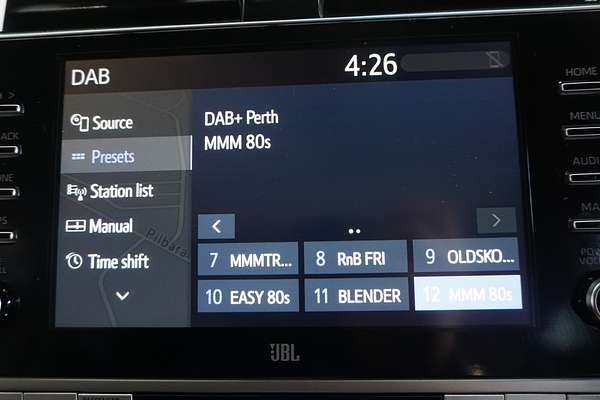 DAB
4:26
HOME
Source
Presets
Station list
Manual
Time shift
DAB+ Perth
MMM 80s
Pilbara
7 MMMTR...
8 RnB FRI
9 OLDSKO...
10 EASY 80s
11 BLENDER
12 MMM 80s
MENU
JBL